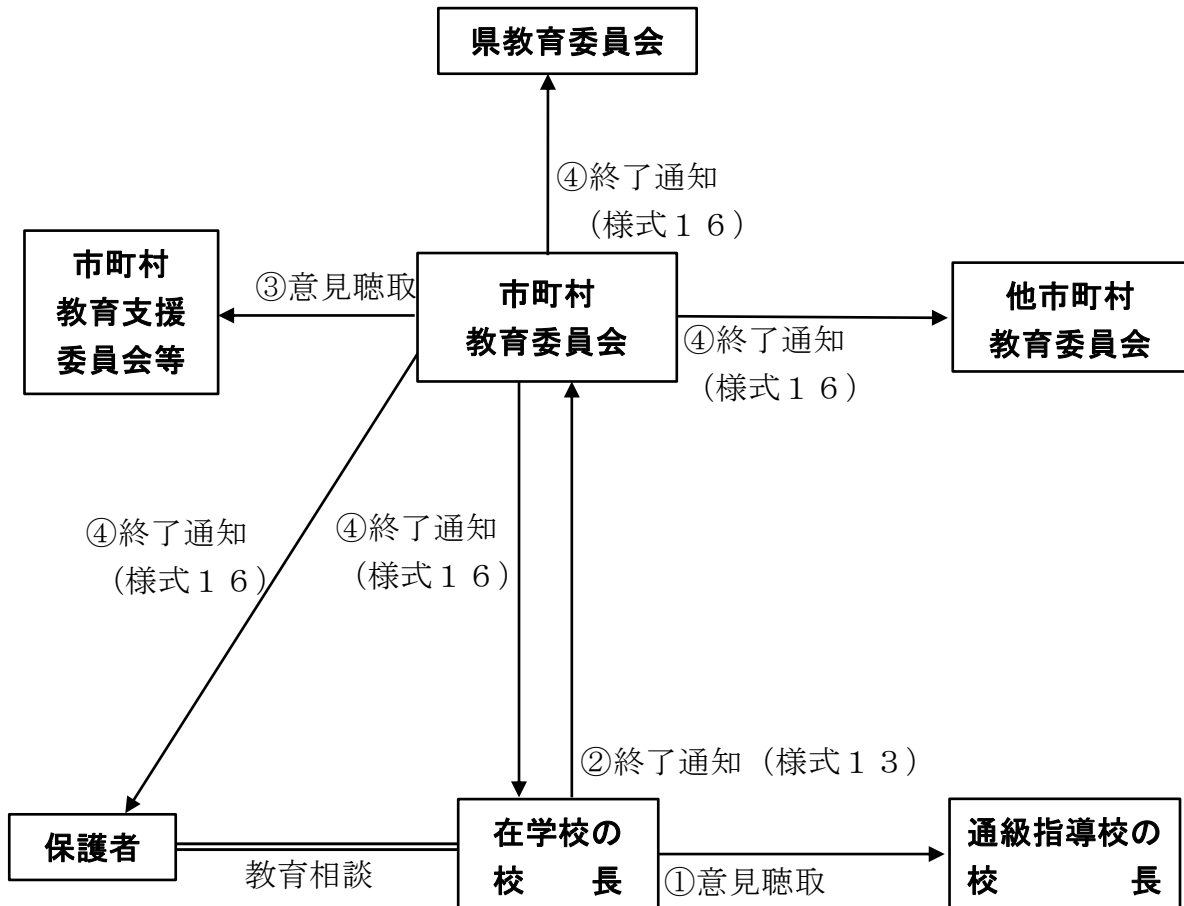 県教育委員会
④終了通知
（様式１６）
市町村
教育支援
委員会等
③意見聴取
市町村
教育委員会
④終了通知
（様式１６）
他市町村
教育委員会
④終了通知
（様式１６）
④終了通知
（様式１６）
②終了通知（様式１３）
保護者
教育相談
在学校の
校　　長
①意見聴取
通級指導校の
校　　　　長